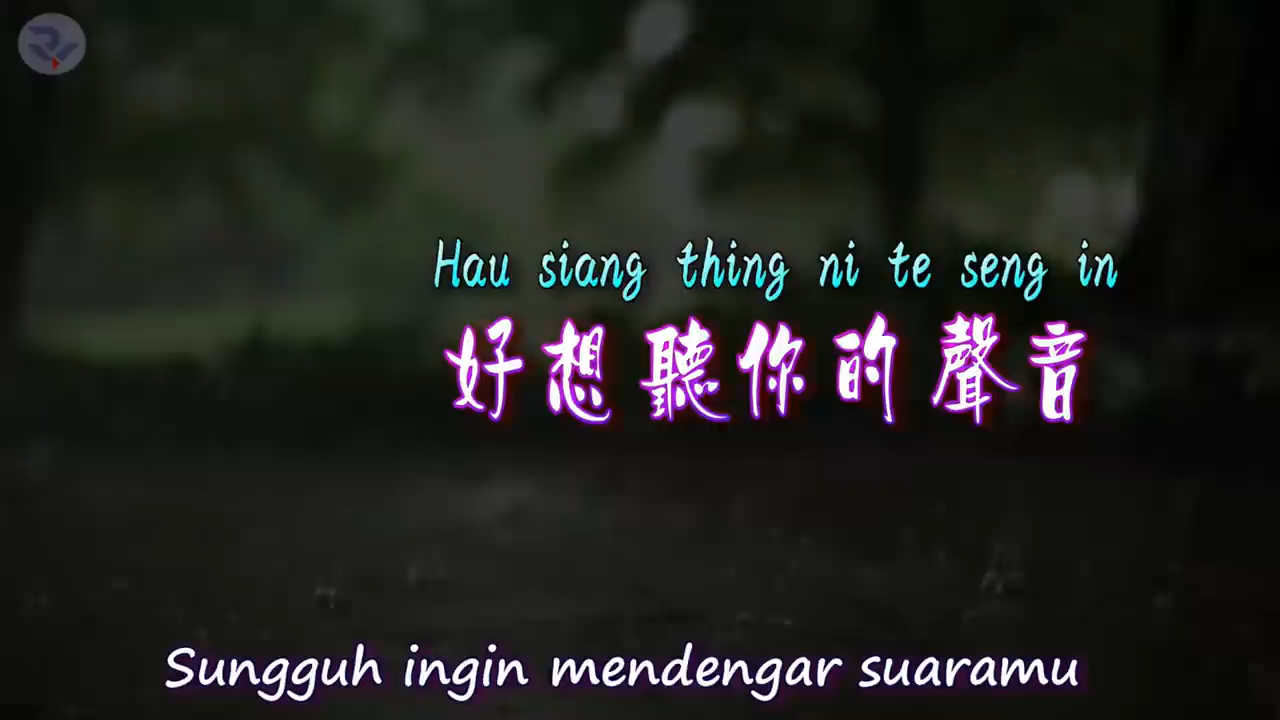 Hau siang thing ni te seng in
好想聽你的聲音
Sungguh ingin mendengar suaramu